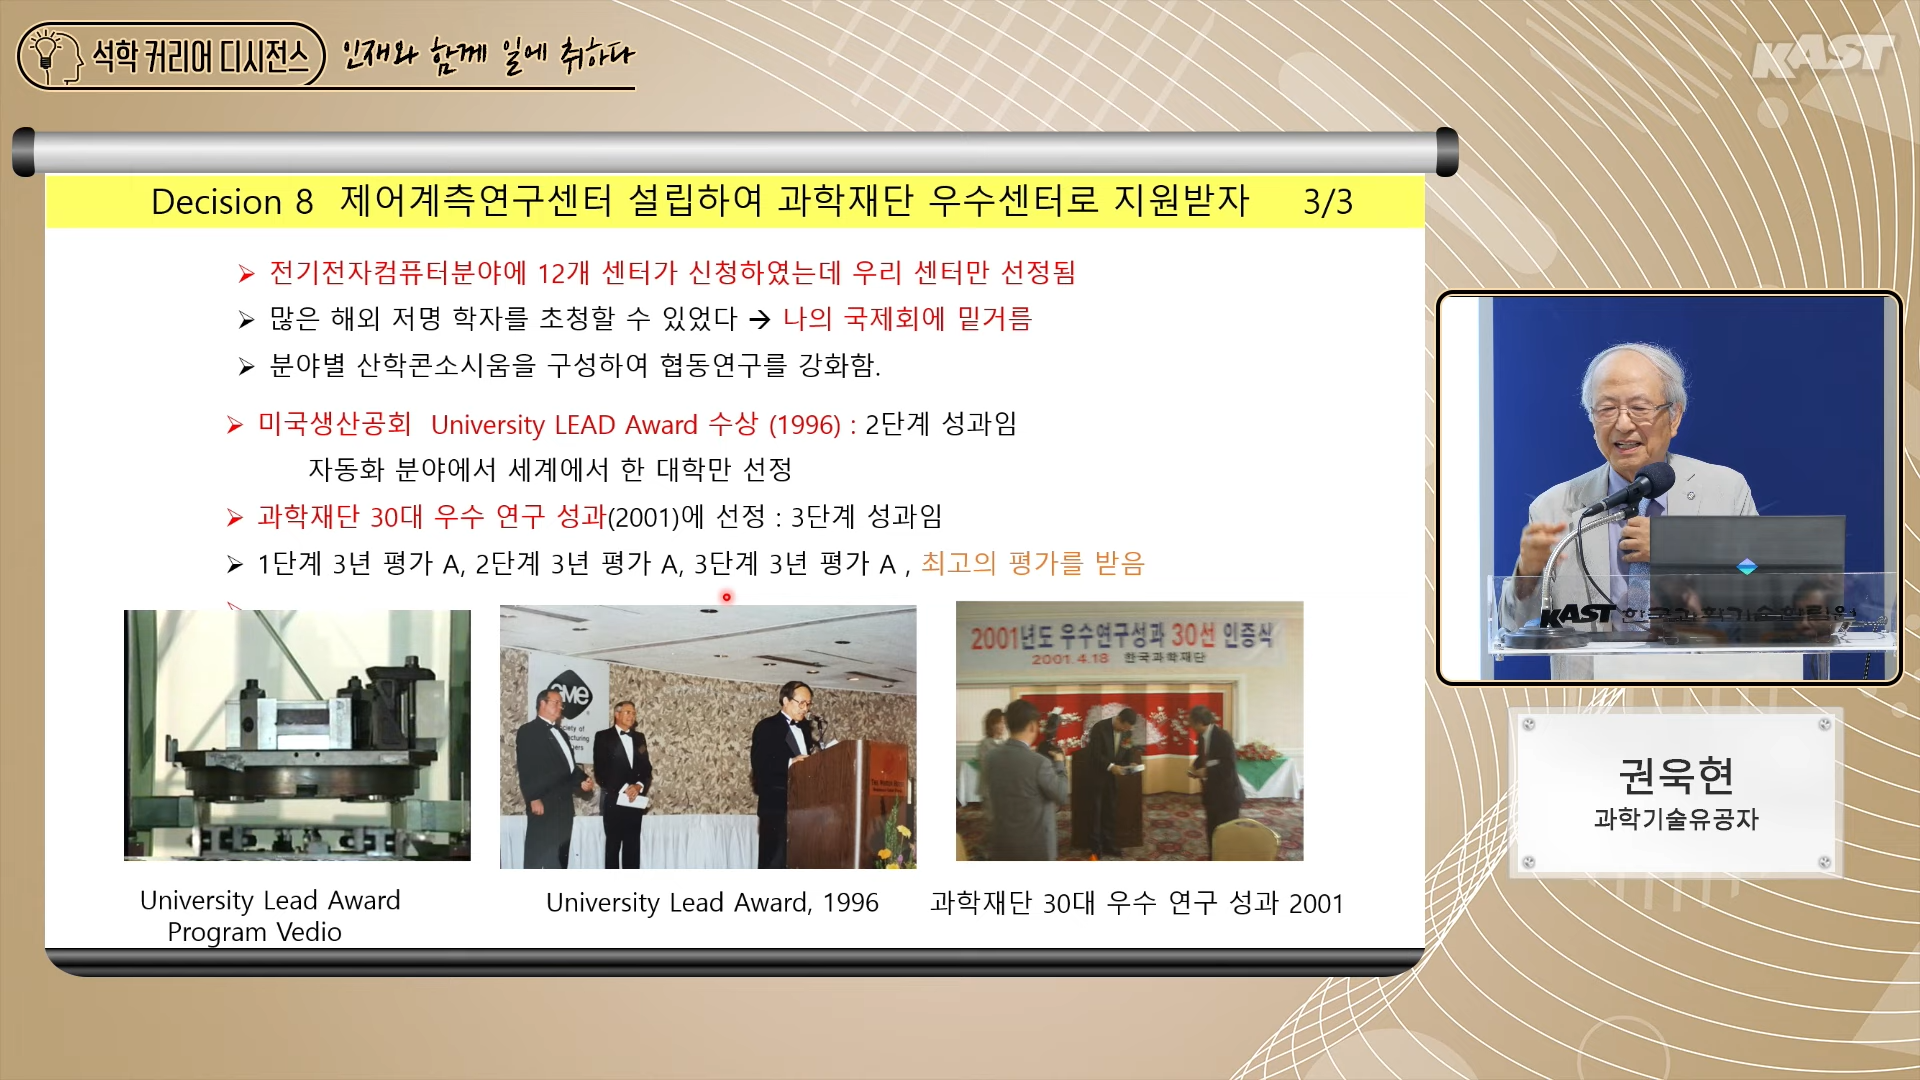 석학 커리어 디시전스 인재와 함께 일에 취하다
KAST
Decision 8 제어계측연구센터 설립하여 과학재단 우수센터로 지원받자 3/3
➢ 전기전자컴퓨터분야에 12개 센터가 신청하였는데 우리 센터만 선정됨
➢ 많은 해외 저명 학자를 초청할 수 있었다 → 나의 국제회에 밑거름
➢ 분야별 산학콘소시움을 구성하여 협동연구를 강화함.
➢ 미국생산공회 University LEAD Award 수상 (1996) : 2단계 성과임
자동화 분야에서 세계에서 한 대학만 선정
➢ 과학재단 30대 우수 연구 성과(2001)에 선정 : 3단계 성과임
➢ 1단계 3년 평가 A, 2단계 3년 평가 A, 3단계 3년 평가 A , 최고의 평가를 받음
sme
2001년도 우수연구성과 30선 인증식
2001.4.18 한국과학재단
University Lead Award
Program Vedio
University Lead Award, 1996
과학재단 30대 우수 연구 성과 2001
KAST 한국과학기술한림원
권욱현
과학기술유공자